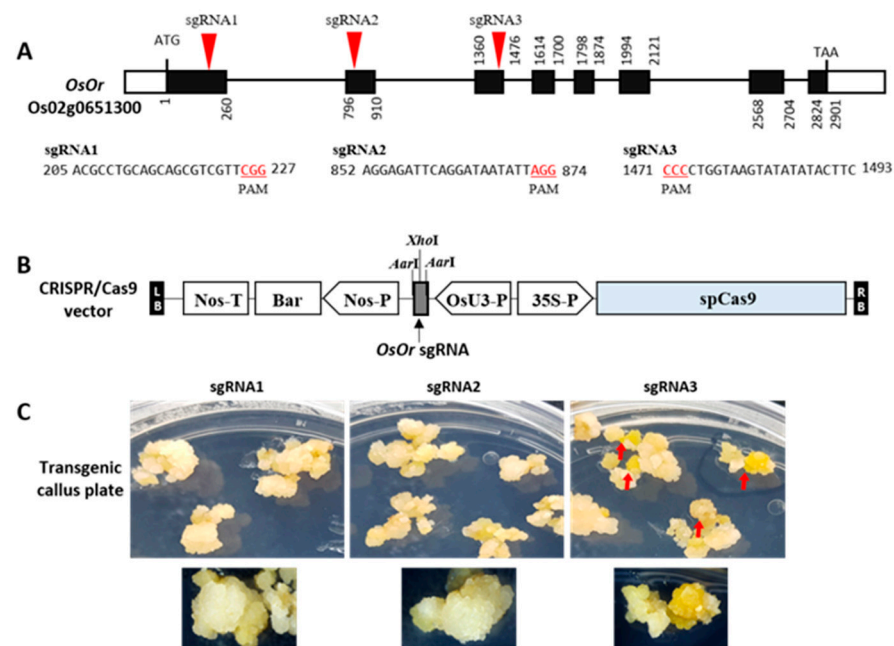 A
sgRNA1
sgRNA2
sgRNA3
ATG
1360
1476
1614
1700
1798
1874
1994
2121
TAA
OsOr
Os02g0651300
1
260
796
910
2568
2704
2824
2901
sgRNA1
205 ACGCCTGCAGCAGCGTCGTTCGG 227
PAM
sgRNA2
852 AGGAGATTCAGGATAATATTAGG 874
PAM
sgRNA3
1471 CCCCTGGTAAGTATATATACTTC 1493
PAM
B
XhoI
AarI
AarI
CRISPR/Cas9
vector
LB
Nos-T
Bar
Nos-P
OsU3-P
35S-P
spCas9
RB
OsOr sgRNA
C
sgRNA1
sgRNA2
sgRNA3
Transgenic
callus plate